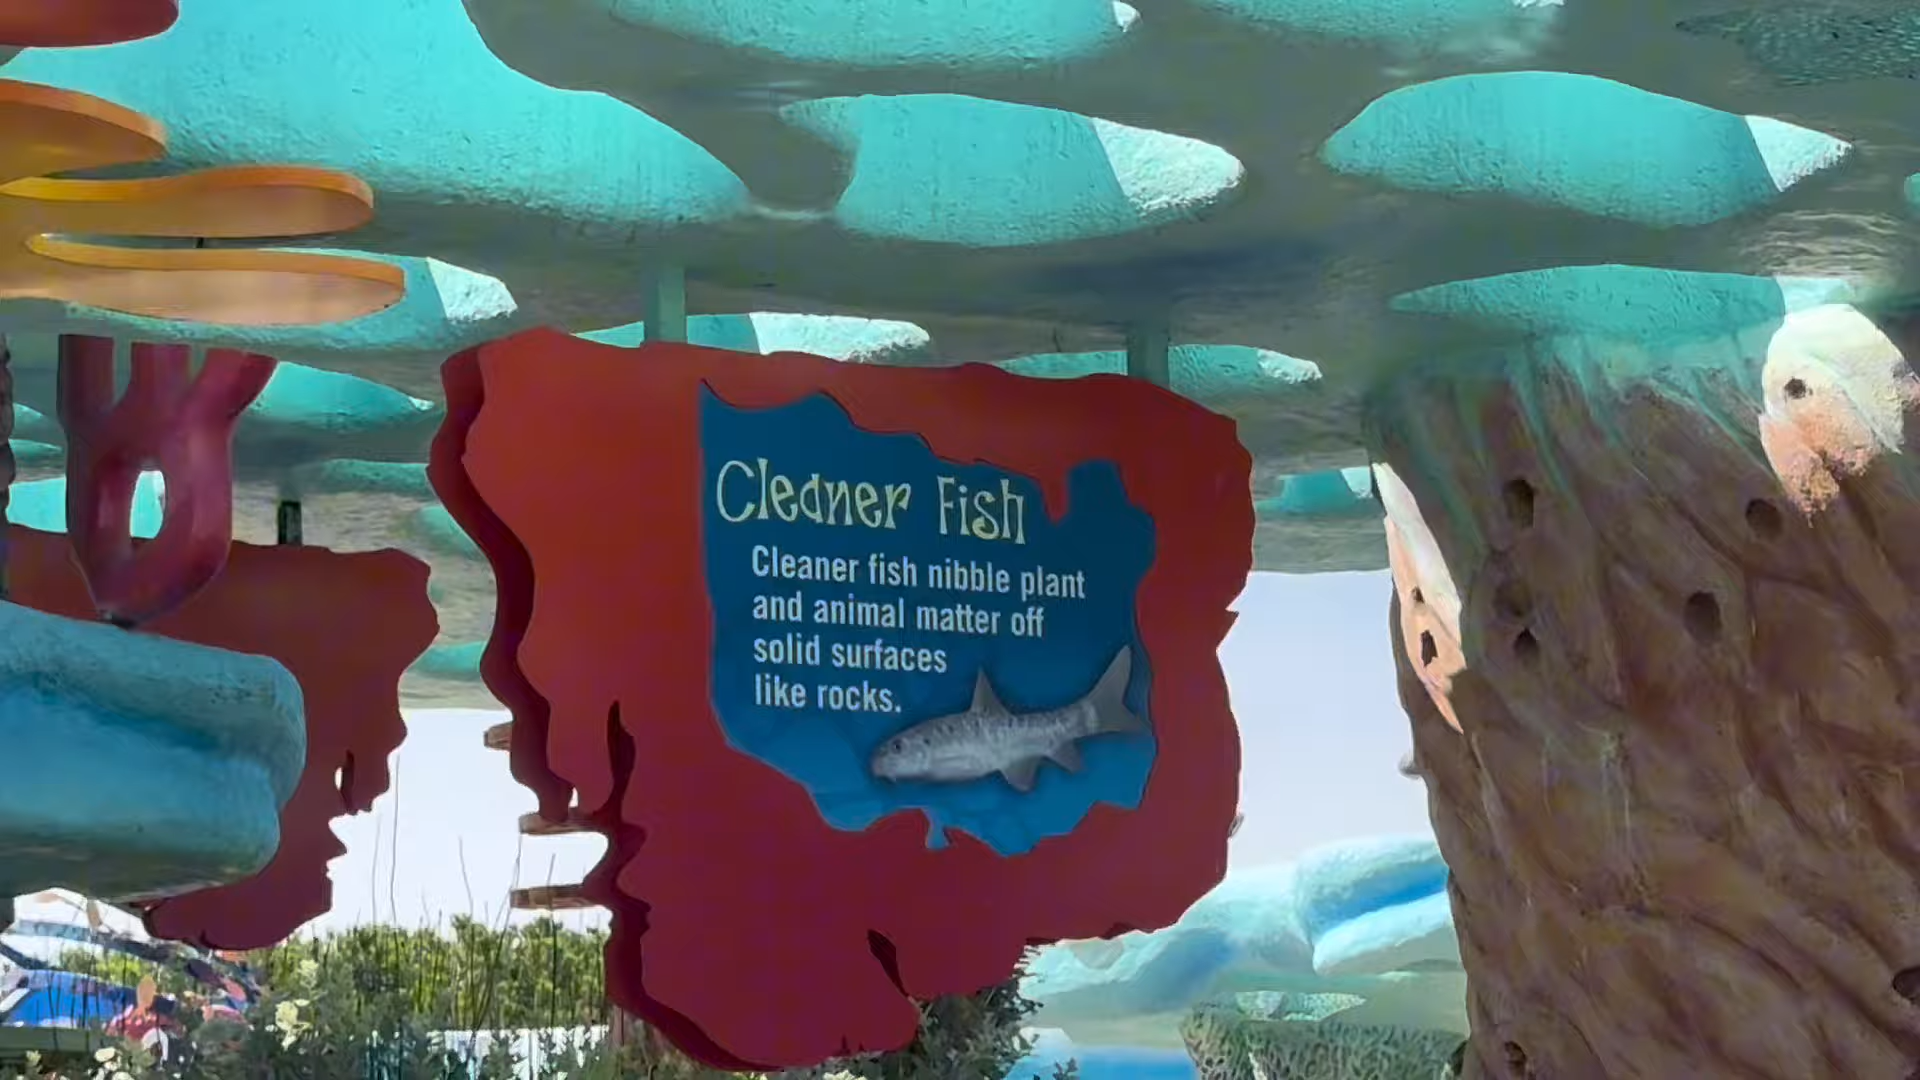 Cleaner Fish
Cleaner fish nibble plant
and animal matter off
solid surfaces
like rocks.